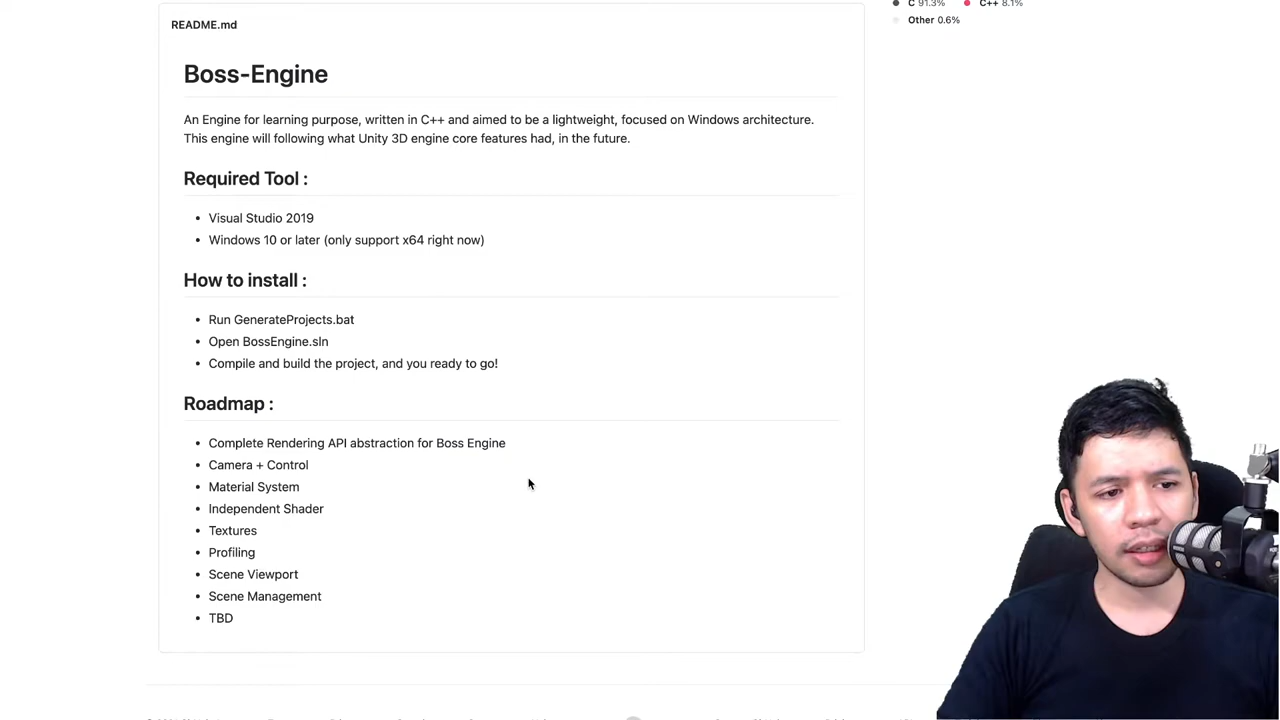 C 91.3% C++ 8.1%
Other 0.6%
README.md
Boss-Engine
An Engine for learning purpose, written in C++ and aimed to be a lightweight, focused on Windows architecture.
This engine will following what Unity 3D engine core features had, in the future.
Required Tool :
• Visual Studio 2019
• Windows 10 or later (only support x64 right now)
How to install :
• Run GenerateProjects.bat
• Open BossEngine.sln
• Compile and build the project, and you ready to go!
Roadmap :
• Complete Rendering API abstraction for Boss Engine
• Camera + Control
• Material System
• Independent Shader
• Textures
• Profiling
• Scene Viewport
• Scene Management
• TBD